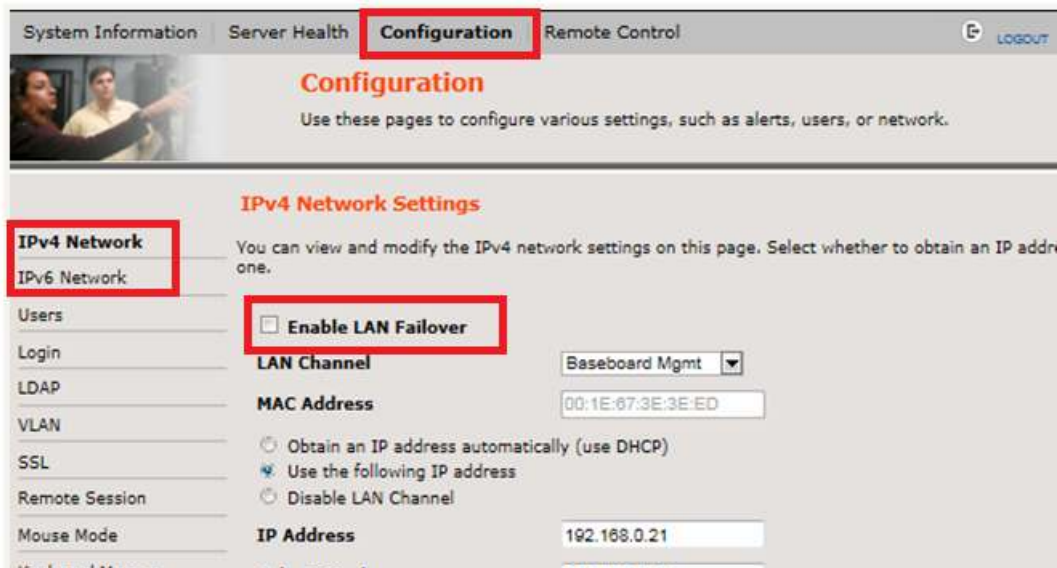 System Information Server Health Configuration Remote Control LOGOUT
Configuration
Use these pages to configure various settings, such as alerts, users, or network.
IPv4 Network Settings
IPv4 Network
You can view and modify the IPv4 network settings on this page. Select whether to obtain an IP addre
one.
IPv6 Network
Users
Enable LAN Failover
Login
LAN Channel Baseboard Mgmt
LDAP
MAC Address 00:1E:67:3E:3E:ED
VLAN
Obtain an IP address automatically (use DHCP)
SSL
Use the following IP address
Remote Session
Disable LAN Channel
Mouse Mode
IP Address 192.168.0.21